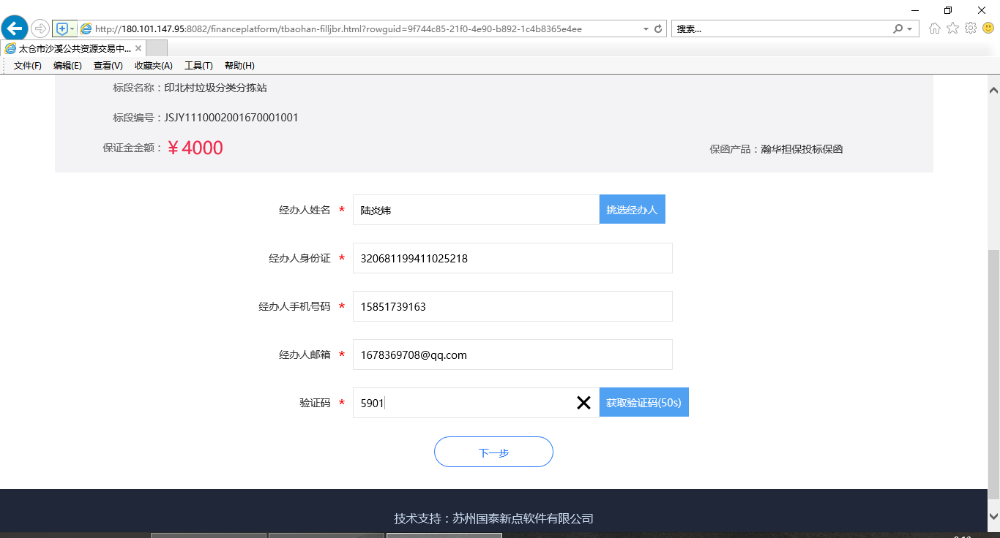 http://180.101.147.95:8082/financeplatform/tbaohan-filljbr.html?rowguid=9f744c85-21f0-4e90-b892-1c4b8365e4ee
搜索...
太仓市沙溪公共资源交易中...
文件(F) 编辑(E) 查看(V) 收藏夹(A) 工具(T) 帮助(H)
标段名称：印北村垃圾分类分拣站
标段编号：JSJY1110002001670001001
保证金金额：￥4000
保函产品：瀚华担保投标保函
经办人姓名 * 陆炎炜 挑选经办人
经办人身份证 * 320681199411025218
经办人手机号码 * 15851739163
经办人邮箱 * 1678369708@qq.com
验证码 * 5901 获取验证码(50s)
下一步
技术支持：苏州国泰新点软件有限公司